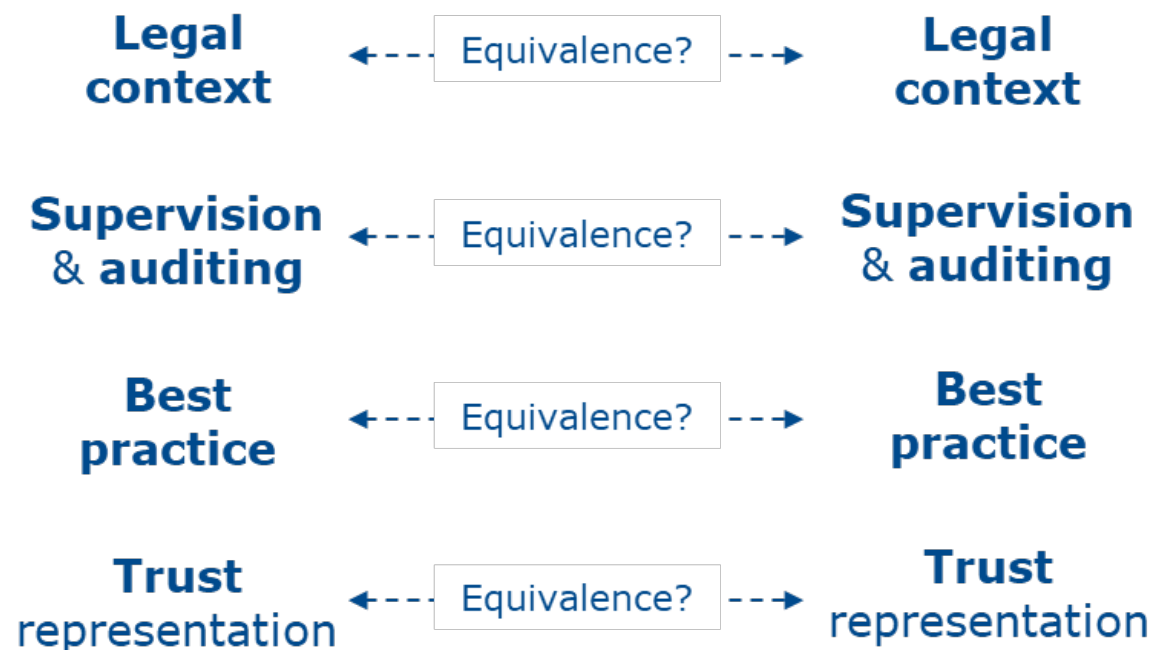 Legal
context
Equivalence?
Legal
context
Supervision
& auditing
Equivalence?
Supervision
& auditing
Best
practice
Equivalence?
Best
practice
Trust
representation
Equivalence?
Trust
representation